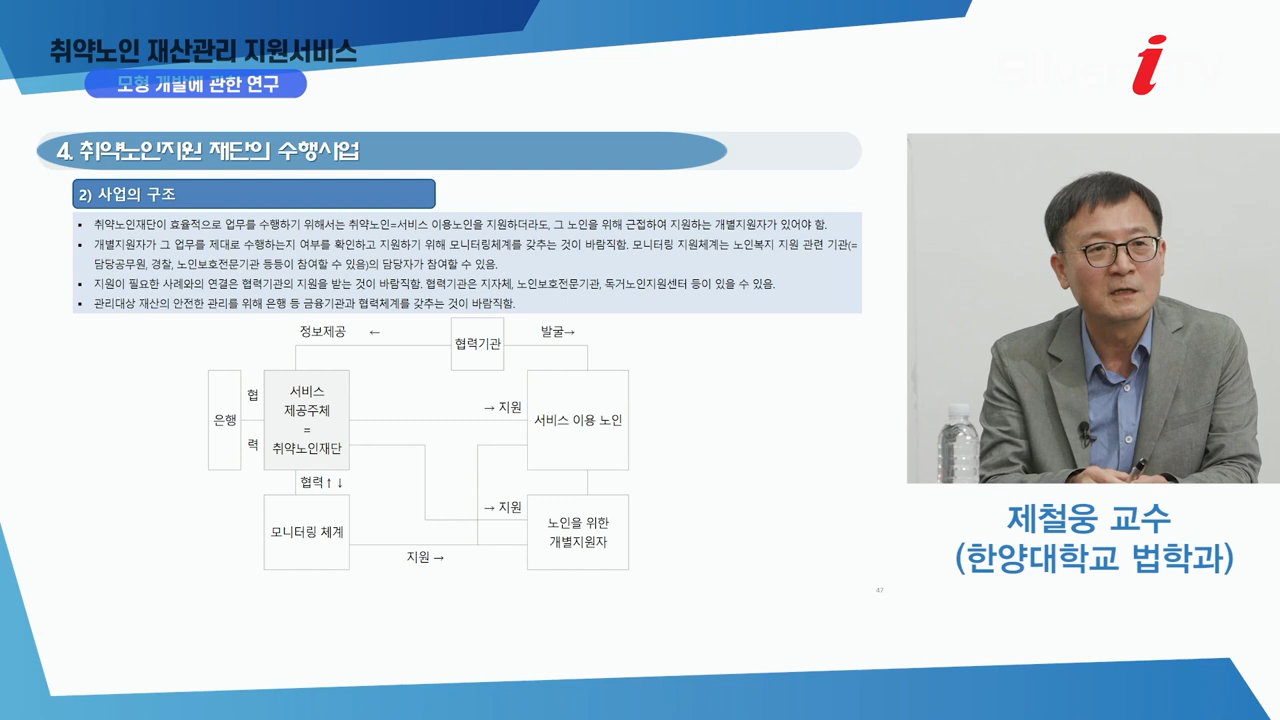 취약노인 재산관리 지원서비스
모형 개발에 관한 연구
i
4. 취약노인지원 재단의 수행사업
2) 사업의 구조
▪ 취약노인재단이 효율적으로 업무를 수행하기 위해서는 취약노인=서비스 이용노인을 지원하더라도, 그 노인을 위해 근접하여 지원하는 개별지원자가 있어야 함.
▪ 개별지원자가 그 업무를 제대로 수행하는지 여부를 확인하고 지원하기 위해 모니터링체계를 갖추는 것이 바람직함. 모니터링 지원체계는 노인복지 지원 관련 기관(=
담당공무원, 경찰, 노인보호전문기관 등등이 참여할 수 있음)의 담당자가 참여할 수 있음.
▪ 지원이 필요한 사례와의 연결은 협력기관의 지원을 받는 것이 바람직함. 협력기관은 지자체, 노인보호전문기관, 독거노인지원센터 등이 있을 수 있음.
▪ 관리대상 재산의 안전한 관리를 위해 은행 등 금융기관과 협력체계를 갖추는 것이 바람직함.
정보제공 ←
협력기관
발굴→
은행
협
력
서비스
제공주체
=
취약노인재단
→ 지원
서비스 이용 노인
협력↑↓
모니터링 체계
→ 지원
지원 →
노인을 위한
개별지원자
47
제철웅 교수
(한양대학교 법학과)